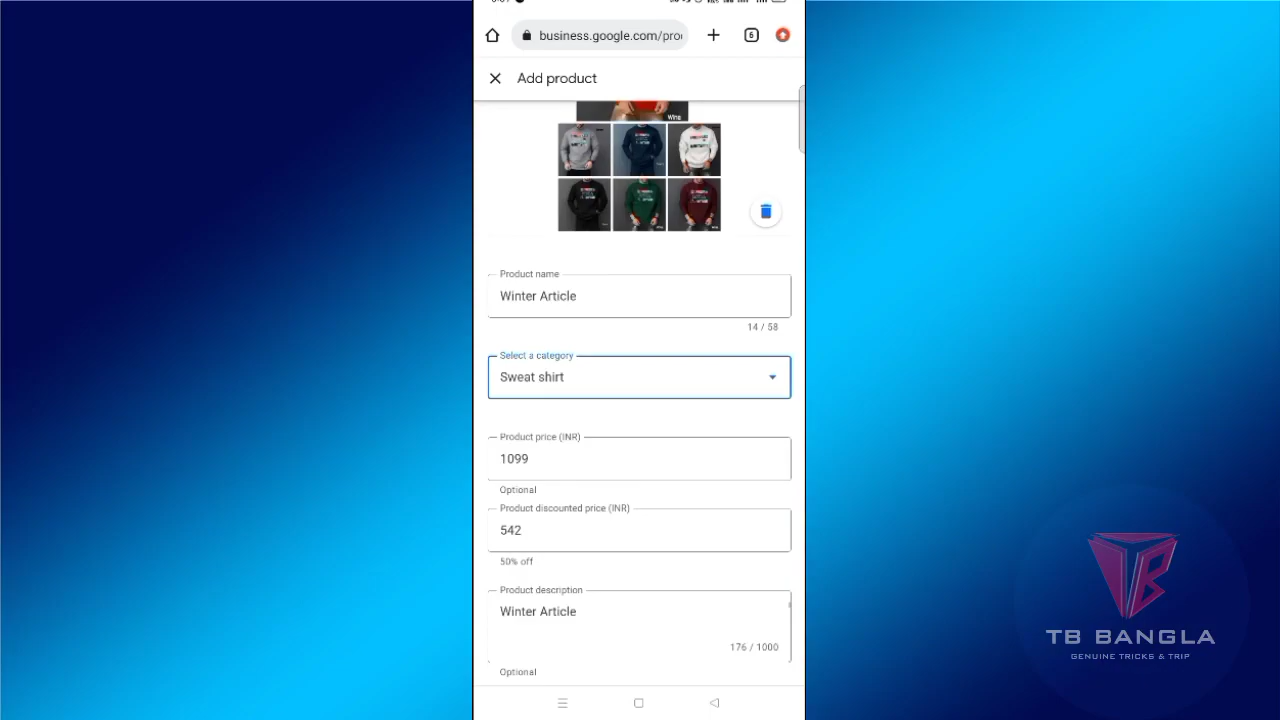 business.google.com/pro
6
Add product
Wing
Product name
Winter Article
14 / 58
Select a category
Sweat shirt
Product price (INR)
1099
Optional
Product discounted price (INR)
542
50% off
Product description
Winter Article
176 / 1000
Optional
TB BANGLA
GENUINE TRICKS & TRIP